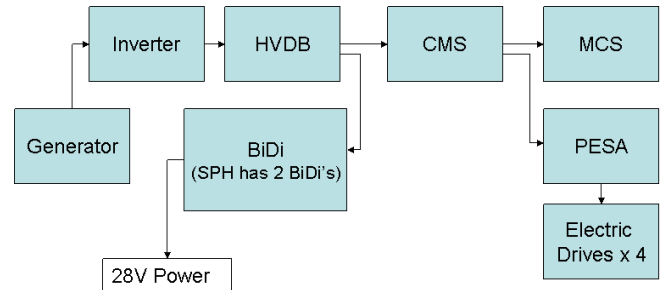 Inverter
HVDB
CMS
MCS
Generator
BiDi
(SPH has 2 BiDi's)
PESA
Electric
Drives x 4
28V Power